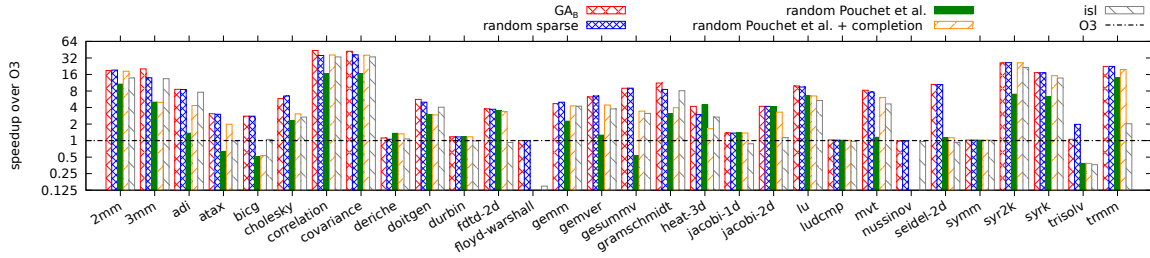 GA_B
random sparse
random Pouchet et al.
random Pouchet et al. + completion
isl
O3
speedup over O3
64
32
16
8
4
2
1
0.5
0.25
0.125
2mm
3mm
adi
atax
bicg
cholesky
correlation
covariance
deriche
doitgen
durbin
fdtd-2d
floyd-warshall
gemm
gemver
gesummv
gramschmidt
heat-3d
jacobi-1d
jacobi-2d
lu
ludcmp
mvt
nussinov
seidel-2d
symm
syr2k
syrk
trisolv
trmm